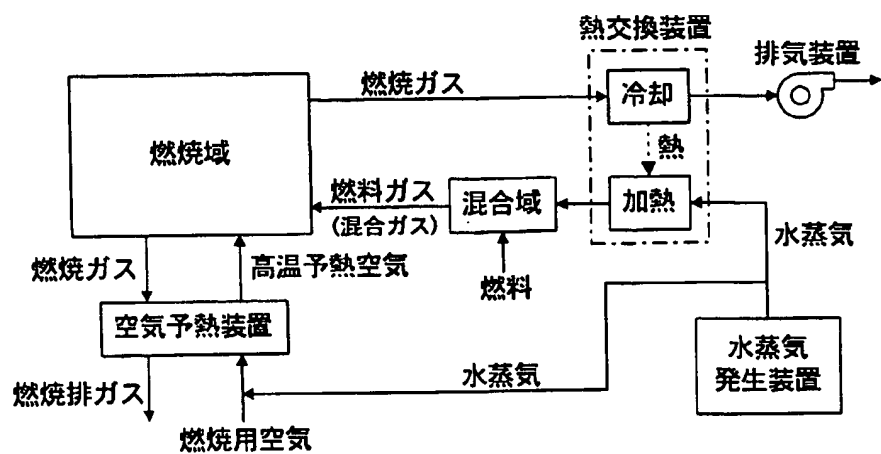 熱交換装置
排気装置
燃焼ガス
冷却
燃焼域
熱
燃料ガス
(混合ガス)
混合域
加熱
水蒸気
燃焼ガス
高温予熱空気
燃料
空気予熱装置
水蒸気
水蒸気
発生装置
燃焼排ガス
燃焼用空気